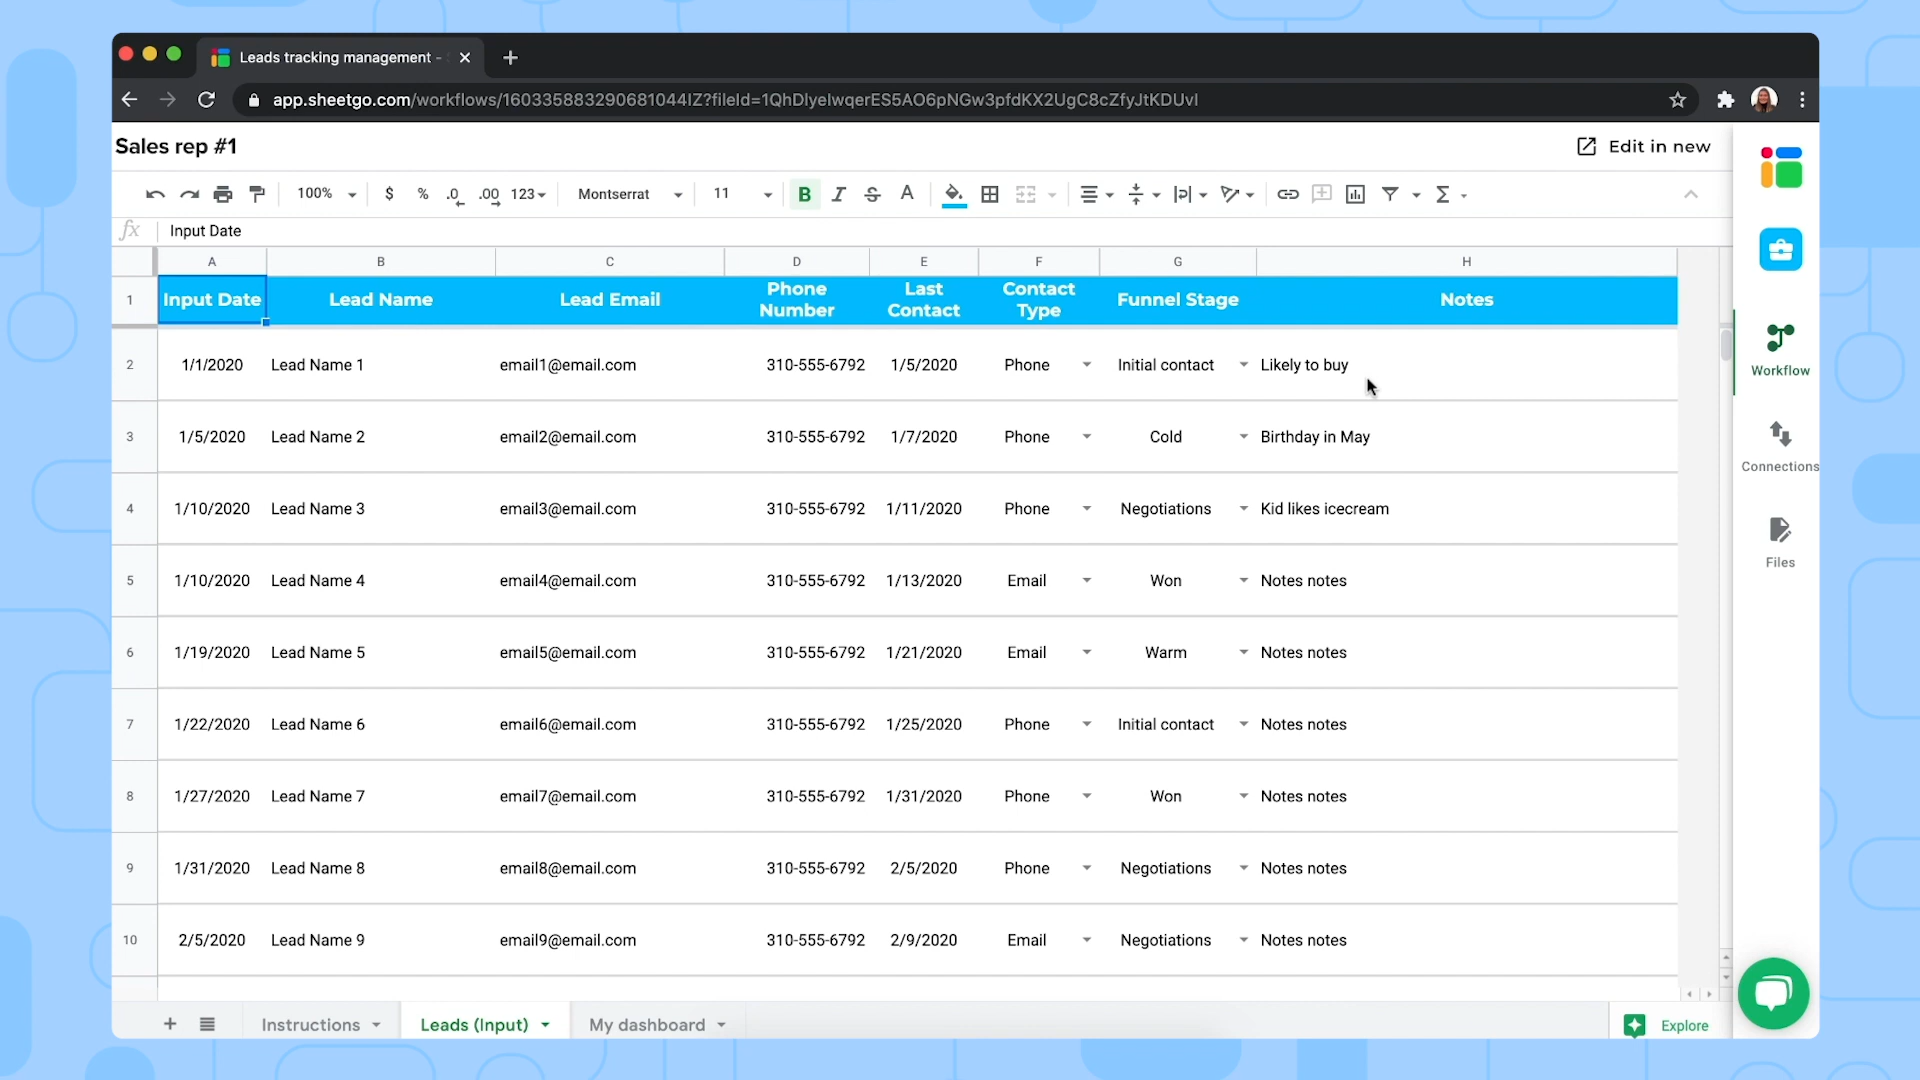 Leads tracking management -
app.sheetgo.com/workflows/160335883290681044IZ?fileId=1QhDlyeIwqerES5AO6pNGw3pfdKX2UgC8cZfyJtKDUvI
Sales rep #1
Edit in new
100% $ % .0 .00 123 Montserrat 11 B I S A
fx Input Date
A B C D E F G H
1 Input Date Lead Name Lead Email Phone Number Last Contact Contact Type Funnel Stage Notes
2 1/1/2020 Lead Name 1 email1@email.com 310-555-6792 1/5/2020 Phone Initial contact Likely to buy
Workflow
3 1/5/2020 Lead Name 2 email2@email.com 310-555-6792 1/7/2020 Phone Cold Birthday in May
Connections
4 1/10/2020 Lead Name 3 email3@email.com 310-555-6792 1/11/2020 Phone Negotiations Kid likes icecream
Files
5 1/10/2020 Lead Name 4 email4@email.com 310-555-6792 1/13/2020 Email Won Notes notes
6 1/19/2020 Lead Name 5 email5@email.com 310-555-6792 1/21/2020 Email Warm Notes notes
7 1/22/2020 Lead Name 6 email6@email.com 310-555-6792 1/25/2020 Phone Initial contact Notes notes
8 1/27/2020 Lead Name 7 email7@email.com 310-555-6792 1/31/2020 Phone Won Notes notes
9 1/31/2020 Lead Name 8 email8@email.com 310-555-6792 2/5/2020 Phone Negotiations Notes notes
10 2/5/2020 Lead Name 9 email9@email.com 310-555-6792 2/9/2020 Email Negotiations Notes notes
Instructions Leads (Input) My dashboard Explore